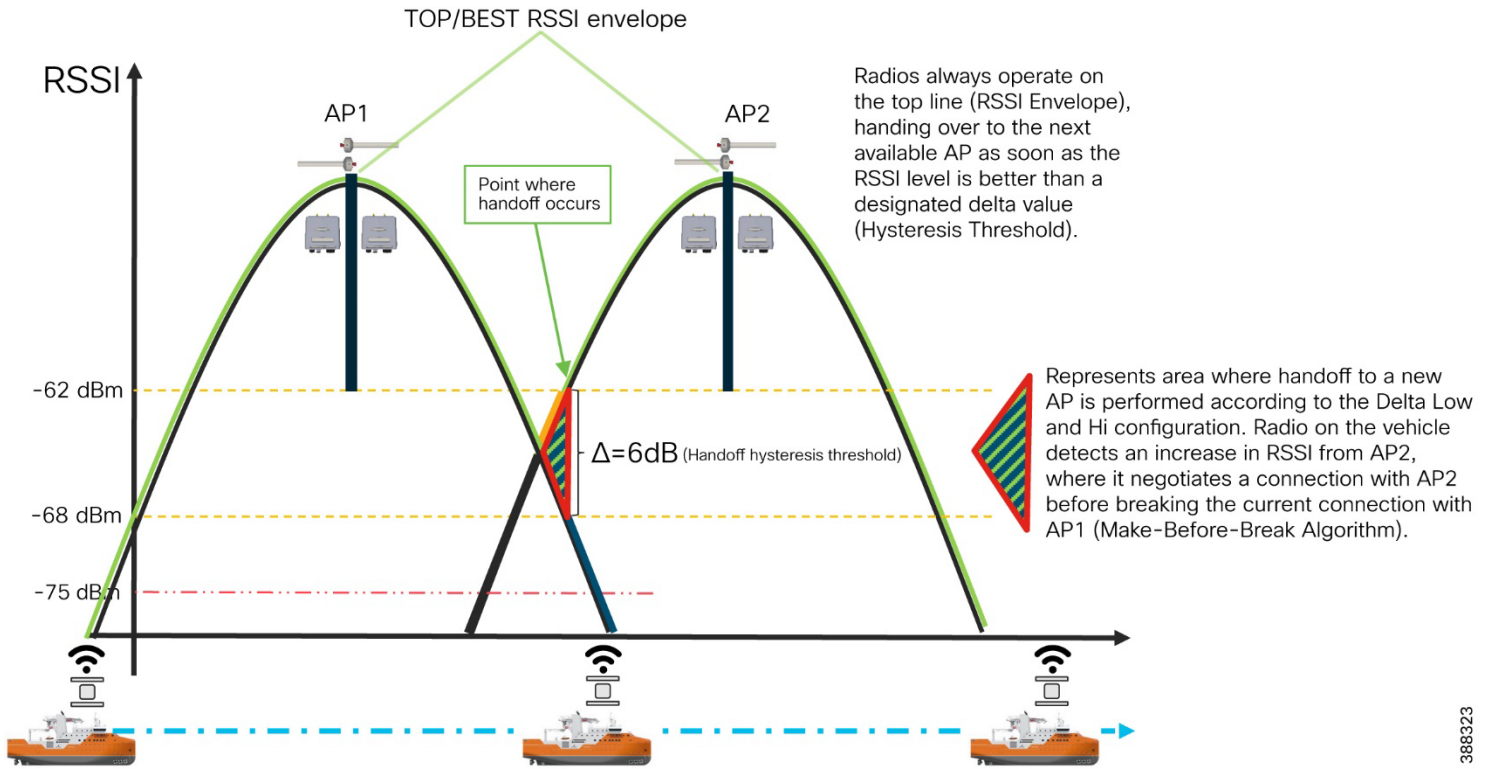 TOP/BEST RSSI envelope
RSSI
AP1
AP2
Radios always operate on
the top line (RSSI Envelope),
handing over to the next
available AP as soon as the
RSSI level is better than a
designated delta value
(Hysteresis Threshold).
Point where
handoff occurs
-62 dBm
Δ=6dB (Handoff hysteresis threshold)
-68 dBm
-75 dBm
Represents area where handoff to a new
AP is performed according to the Delta Low
and Hi configuration. Radio on the vehicle
detects an increase in RSSI from AP2,
where it negotiates a connection with AP2
before breaking the current connection with
AP1 (Make-Before-Break Algorithm).
388323